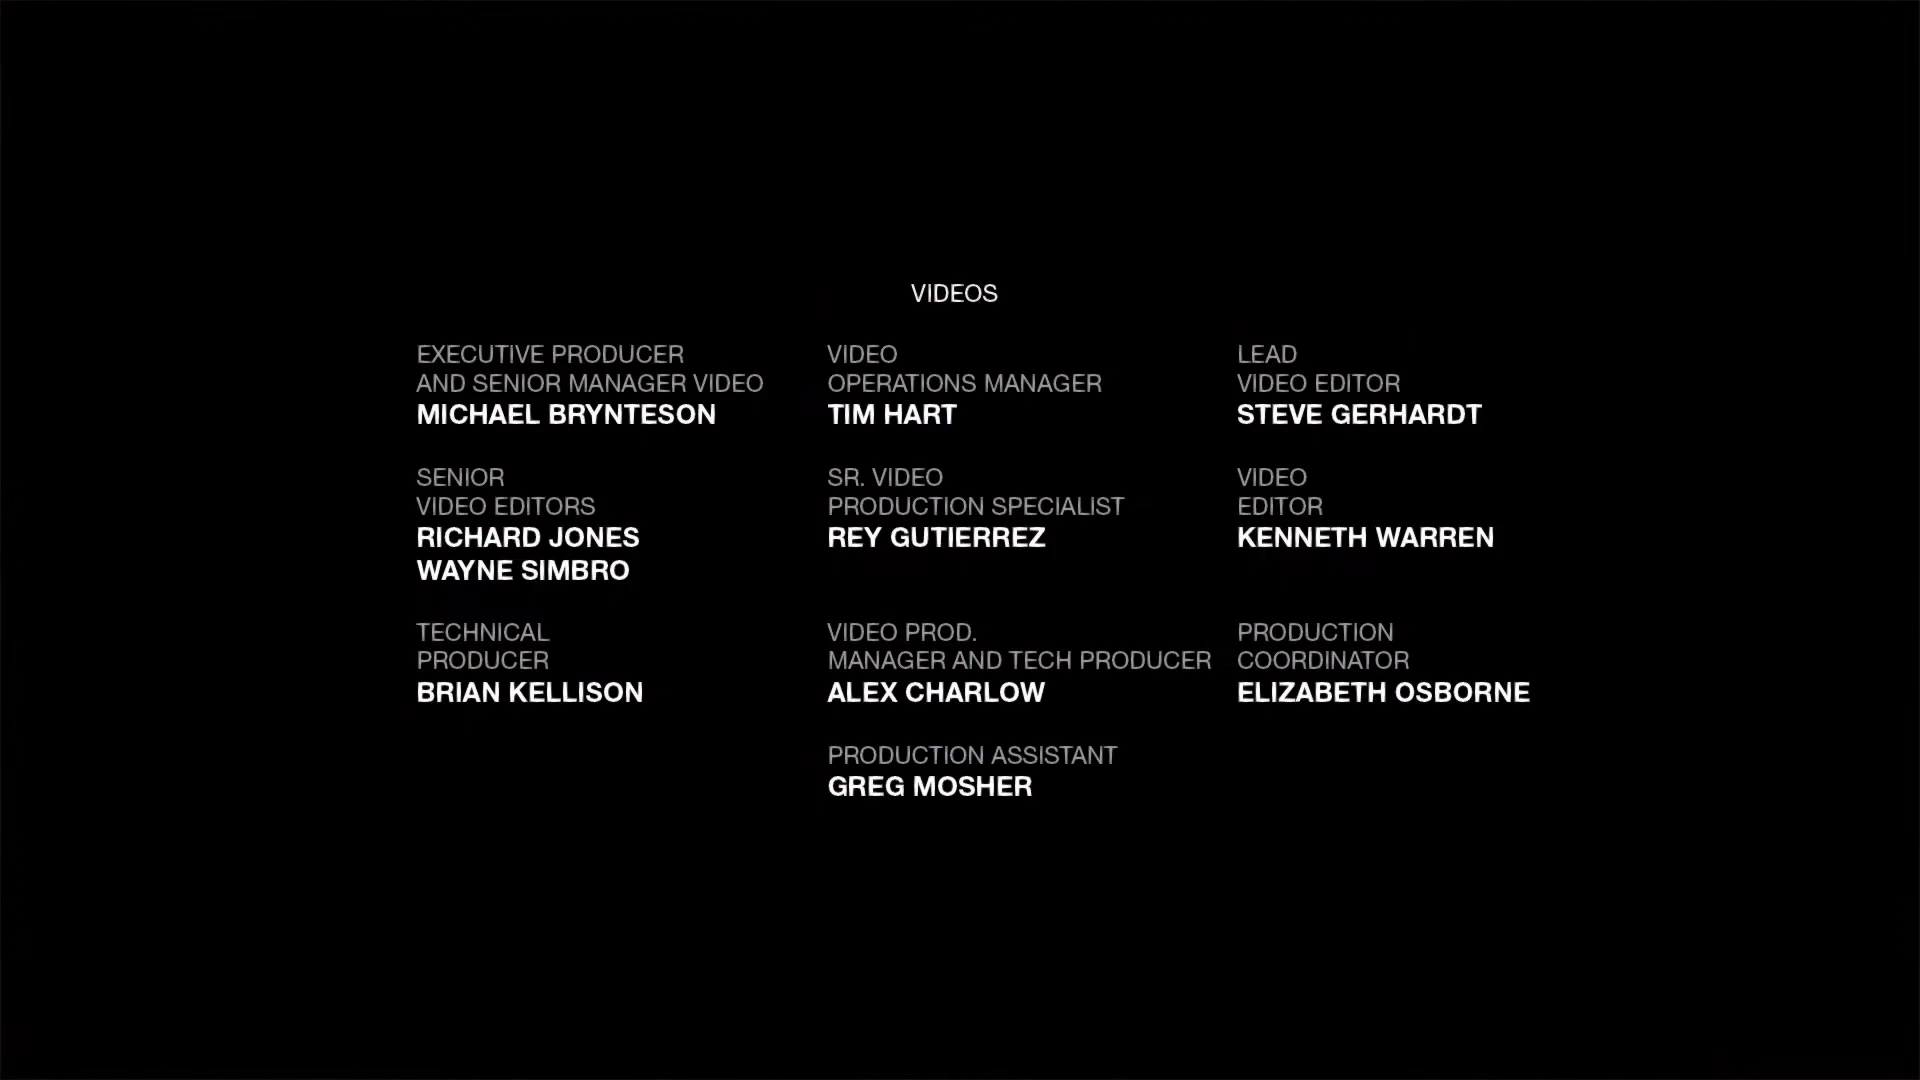 VIDEOS
EXECUTIVE PRODUCER
AND SENIOR MANAGER VIDEO
MICHAEL BRYNTESON
VIDEO
OPERATIONS MANAGER
TIM HART
LEAD
VIDEO EDITOR
STEVE GERHARDT
SENIOR
VIDEO EDITORS
RICHARD JONES
WAYNE SIMBRO
SR. VIDEO
PRODUCTION SPECIALIST
REY GUTIERREZ
VIDEO
EDITOR
KENNETH WARREN
TECHNICAL
PRODUCER
BRIAN KELLISON
VIDEO PROD.
MANAGER AND TECH PRODUCER
ALEX CHARLOW
PRODUCTION
COORDINATOR
ELIZABETH OSBORNE
PRODUCTION ASSISTANT
GREG MOSHER